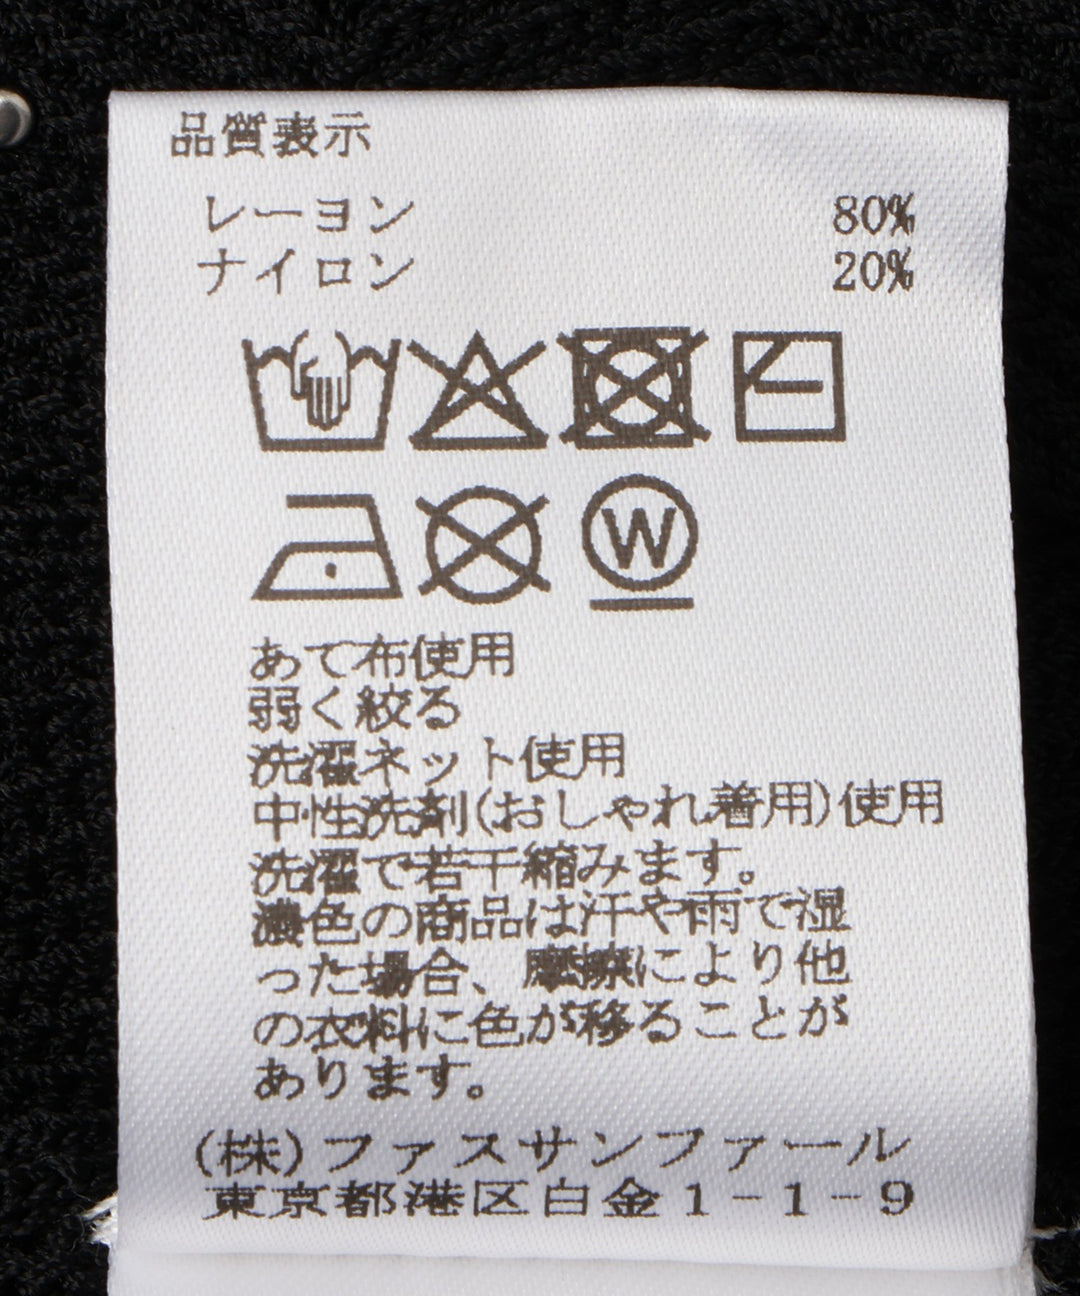 品質表示
レーヨン 80%
ナイロン 20%
W
あて布使用
弱く絞る
洗濯ネット使用
中性洗剤(おしゃれ着用)使用
洗濯で若干縮みます。
濃色の商品は汗や雨で湿
った場合、摩擦により他
の衣料に色が移ることが
あります。
(株)ファスサンファール
東京都港区白金1-1-9